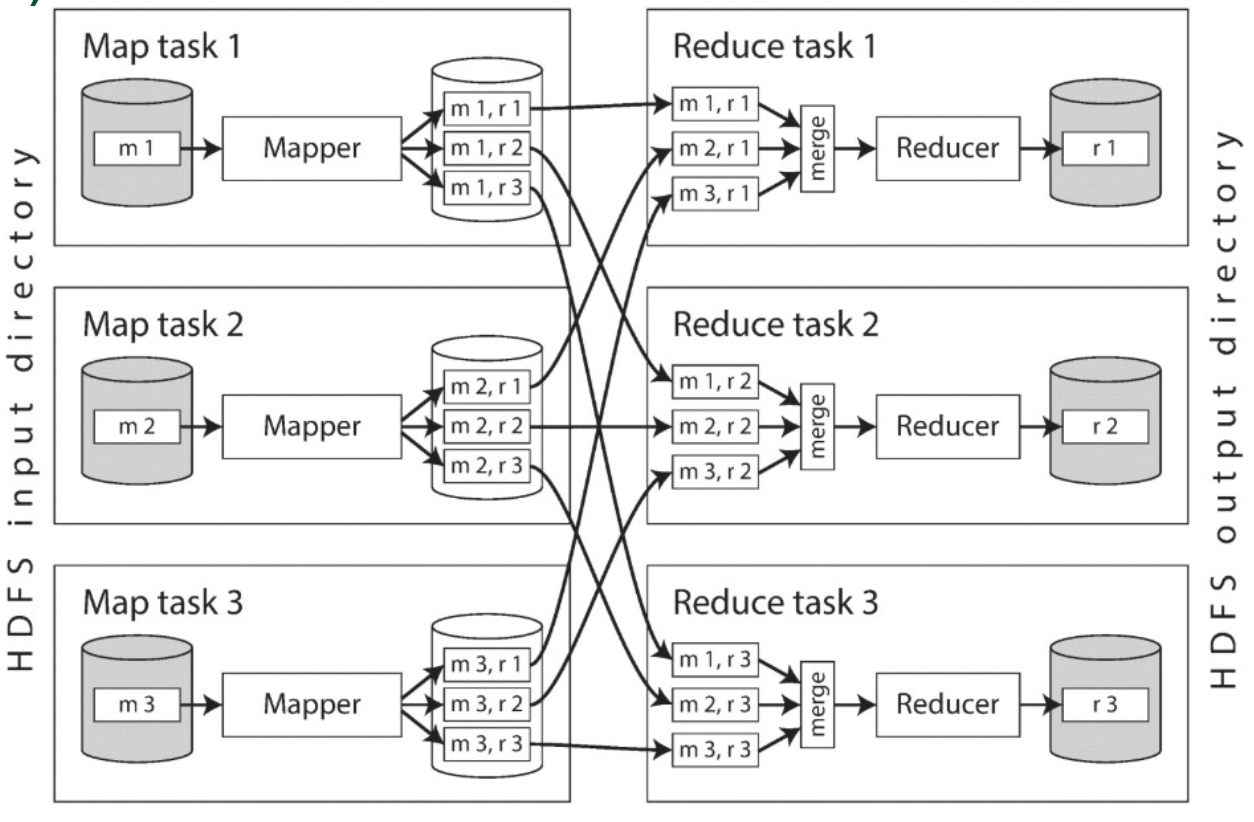 HDFS input directory
Map task 1
m 1
Mapper
m 1, r 1
m 1, r 2
m 1, r 3
Map task 2
m 2
Mapper
m 2, r 1
m 2, r 2
m 2, r 3
Map task 3
m 3
Mapper
m 3, r 1
m 3, r 2
m 3, r 3
Reduce task 1
m 1, r 1
m 2, r 1
m 3, r 1
merge
Reducer
r 1
Reduce task 2
m 1, r 2
m 2, r 2
m 3, r 2
merge
Reducer
r 2
Reduce task 3
m 1, r 3
m 2, r 3
m 3, r 3
merge
Reducer
r 3
HDFS output directory